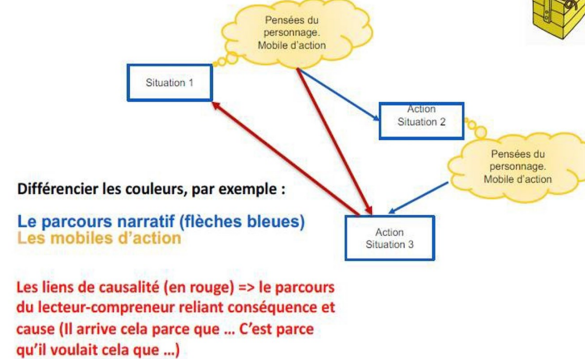 Pensées du
personnage.
Mobile d'action
Situation 1
Action
Situation 2
Pensées du
personnage.
Mobile d'action
Différencier les couleurs, par exemple :
Le parcours narratif (flèches bleues)
Les mobiles d'action
Action
Situation 3
Les liens de causalité (en rouge) => le parcours
du lecteur-compreneur reliant conséquence et
cause (Il arrive cela parce que ... C'est parce
qu'il voulait cela que ...)